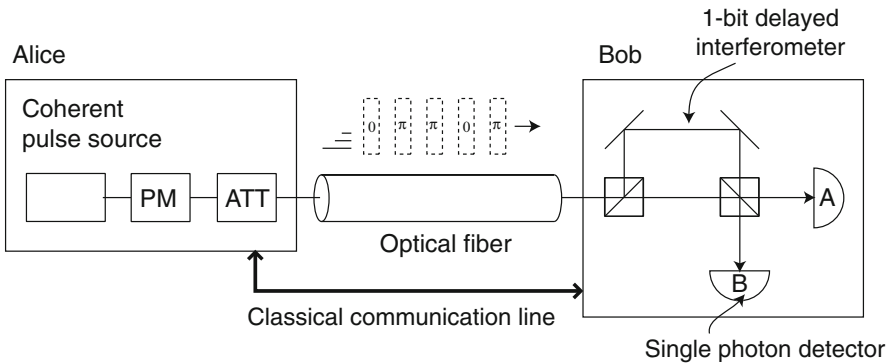 Alice
Coherent
pulse source
PM
ATT
0 π π 0 π
Optical fiber
Classical communication line
Bob
1-bit delayed
interferometer
A
B
Single photon detector